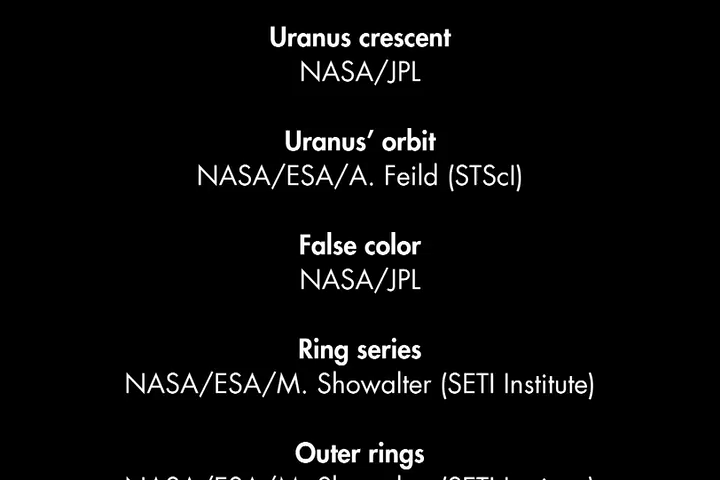 Uranus crescent
NASA/JPL
Uranus’ orbit
NASA/ESA/A. Feild (STScI)
False color
NASA/JPL
Ring series
NASA/ESA/M. Showalter (SETI Institute)
Outer rings